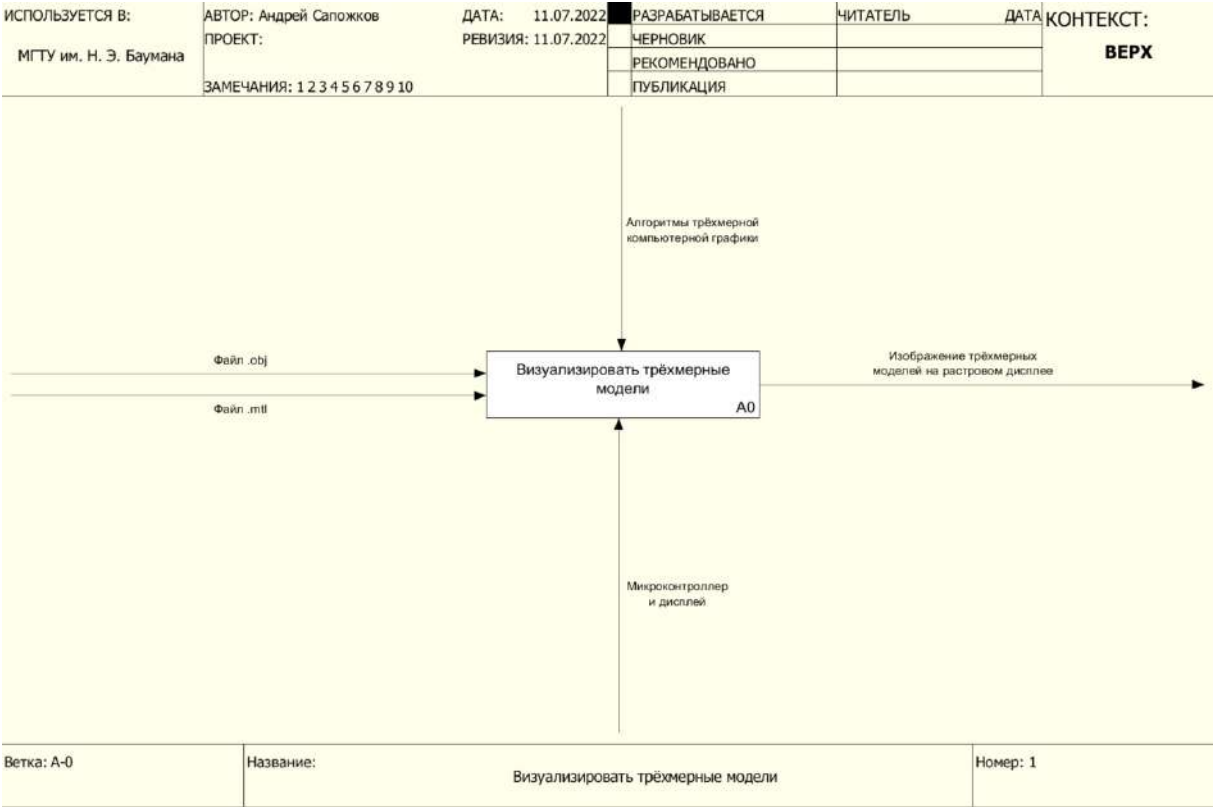 ИСПОЛЬЗУЕТСЯ В:
МГТУ им. Н. Э. Баумана
АВТОР: Андрей Сапожков
ДАТА: 11.07.2022
ПРОЕКТ:
РЕВИЗИЯ: 11.07.2022
ЗАМЕЧАНИЯ: 1 2 3 4 5 6 7 8 9 10
РАЗРАБАТЫВАЕТСЯ
ЧЕРНОВИК
РЕКОМЕНДОВАНО
ПУБЛИКАЦИЯ
ЧИТАТЕЛЬ
ДАТА
КОНТЕКСТ:
ВЕРХ
Алгоритмы трёхмерной
компьютерной графики
Файл .obj
Файл .mtl
Визуализировать трёхмерные
модели
A0
Изображение трёхмерных
моделей на растровом дисплее
Микроконтроллер
и дисплей
Ветка: A-0
Название:
Визуализировать трёхмерные модели
Номер: 1